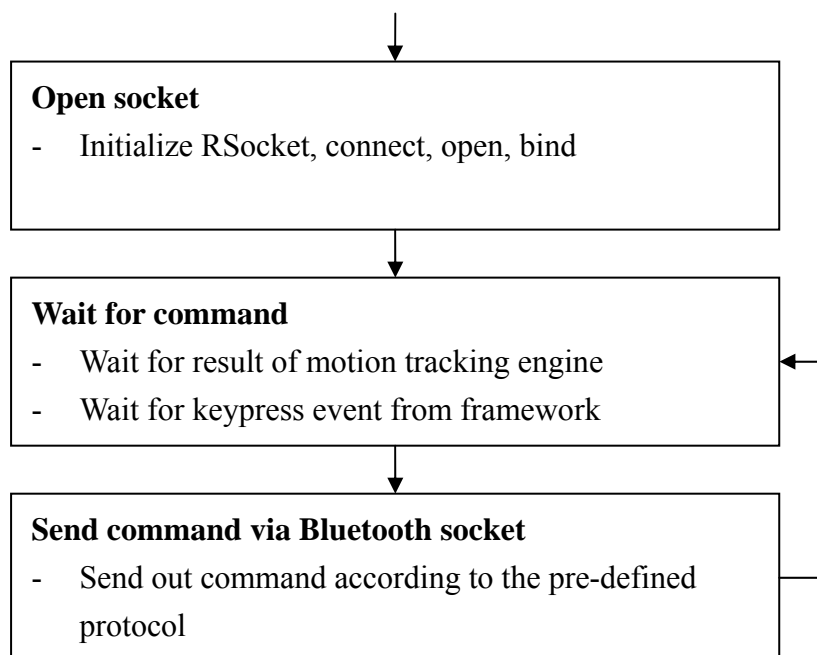 Open socket
- Initialize RSocket, connect, open, bind
Wait for command
- Wait for result of motion tracking engine
- Wait for keypress event from framework
Send command via Bluetooth socket
- Send out command according to the pre-defined
protocol